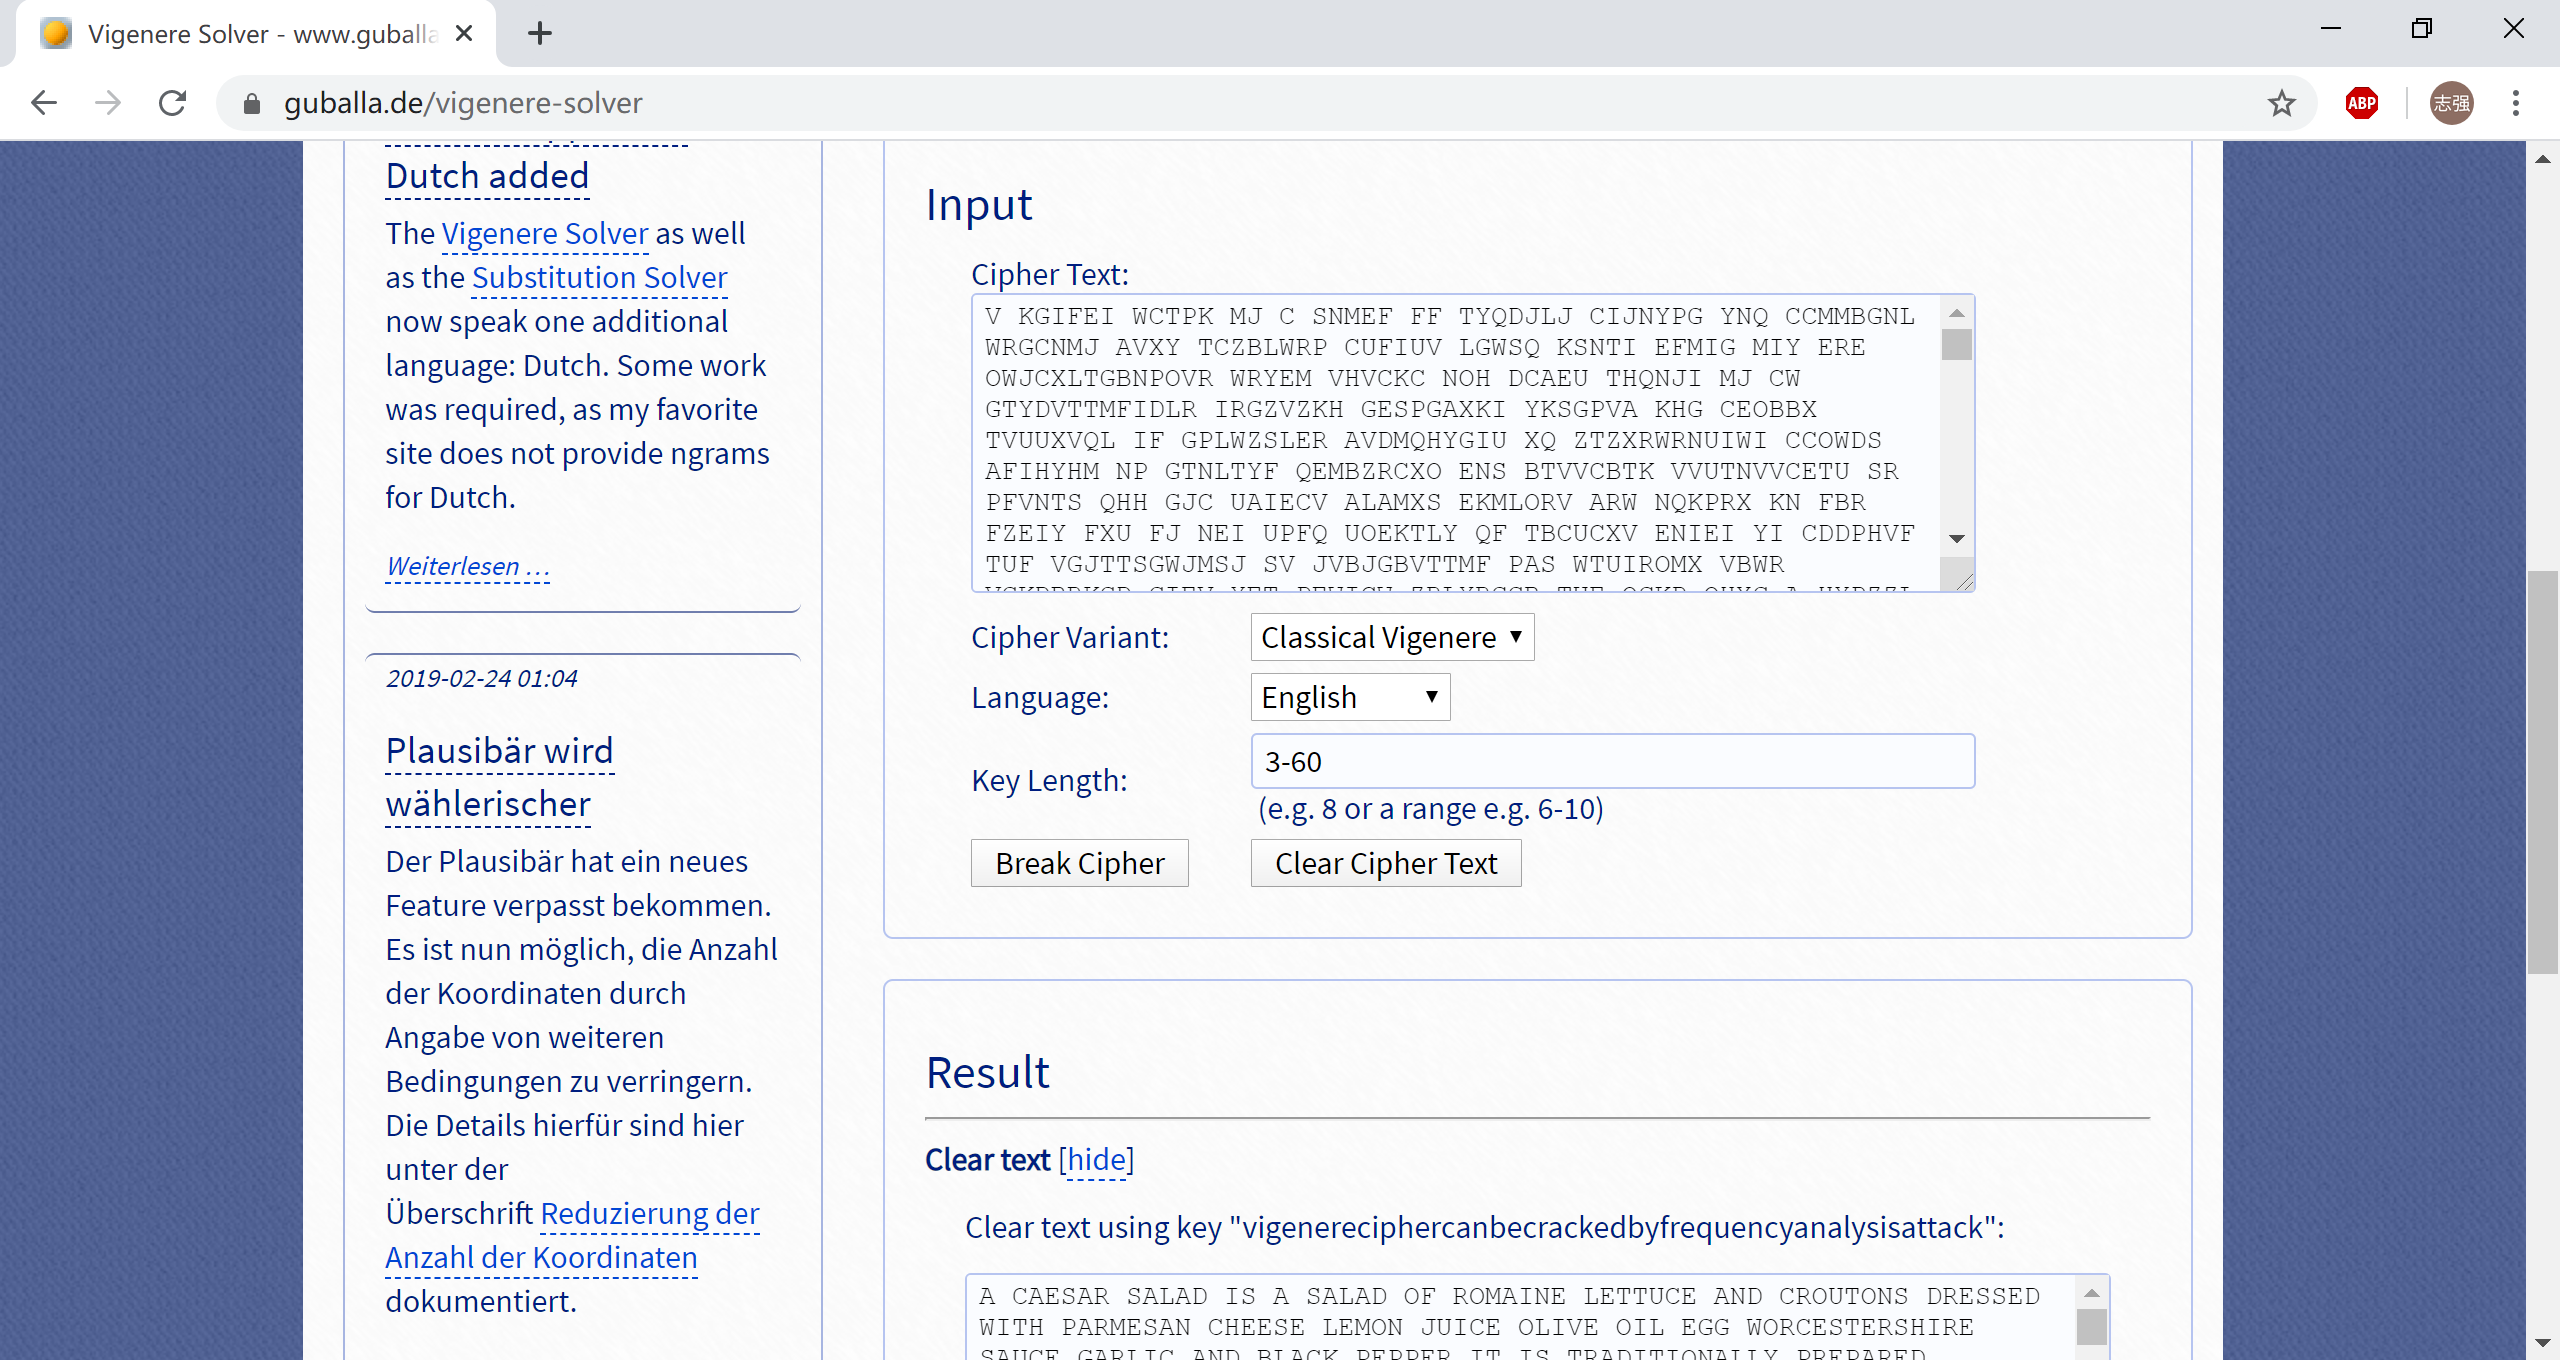 Vigenere Solver - www.guballa
guballa.de/vigenere-solver
ABP
志强
Dutch added
The Vigenere Solver as well
as the Substitution Solver
now speak one additional
language: Dutch. Some work
was required, as my favorite
site does not provide ngrams
for Dutch.
Weiterlesen …
2019-02-24 01:04
Plausibär wird
wählerischer
Der Plausibär hat ein neues
Feature verpasst bekommen.
Es ist nun möglich, die Anzahl
der Koordinaten durch
Angabe von weiteren
Bedingungen zu verringern.
Die Details hierfür sind hier
unter der
Überschrift Reduzierung der
Anzahl der Koordinaten
dokumentiert.
Input
Cipher Text:
V KGIFEI WCTPK MJ C SNMEF FF TYQDJLJ CIJNYPG YNQ CCMMBGNL
WRGCNMJ AVXY TCZBLWRP CUFIUV LGWSQ KSNTI EFMIG MIY ERE
OWJCXLTGBNPOVR WRYEM VHVCKC NOH DCAEU THQNJI MJ CW
GTYDVTTMFIDLR IRGZVZKH GESPGAXKI YKSGPVA KHG CEOBBX
TVUUXVQL IF GPLWZSLER AVDMQHYGIU XQ ZTZXRWRNUIWI CCOWDS
AFIHYHM NP GTNLTYF QEMBZRCXO ENS BTVVCBTK VVUTNVVCETU SR
PFVNTS QHH GJC UAIECV ALAMXS EKMLORV ARW NQKPRX KN FBR
FZEIY FXU FJ NEI UPFQ UOEKTLY QF TBCUCXV ENIEI YI CDDPHVF
TUF VGJTTSGWJMSJ SV JVBJGBVTTMF PAS WTUIROMX VBWR
Cipher Variant:
Classical Vigenere
Language:
English
Key Length:
3-60
(e.g. 8 or a range e.g. 6-10)
Break Cipher
Clear Cipher Text
Result
Clear text [hide]
Clear text using key "vigenereciphercanbecrackedbyfrequencyanalysisattack":
A CAESAR SALAD IS A SALAD OF ROMAINE LETTUCE AND CROUTONS DRESSED
WITH PARMESAN CHEESE LEMON JUICE OLIVE OIL EGG WORCESTERSHIRE
SAUCE GARLIC AND BLACK PEPPER IT IS TRADITIONALLY PREPARED